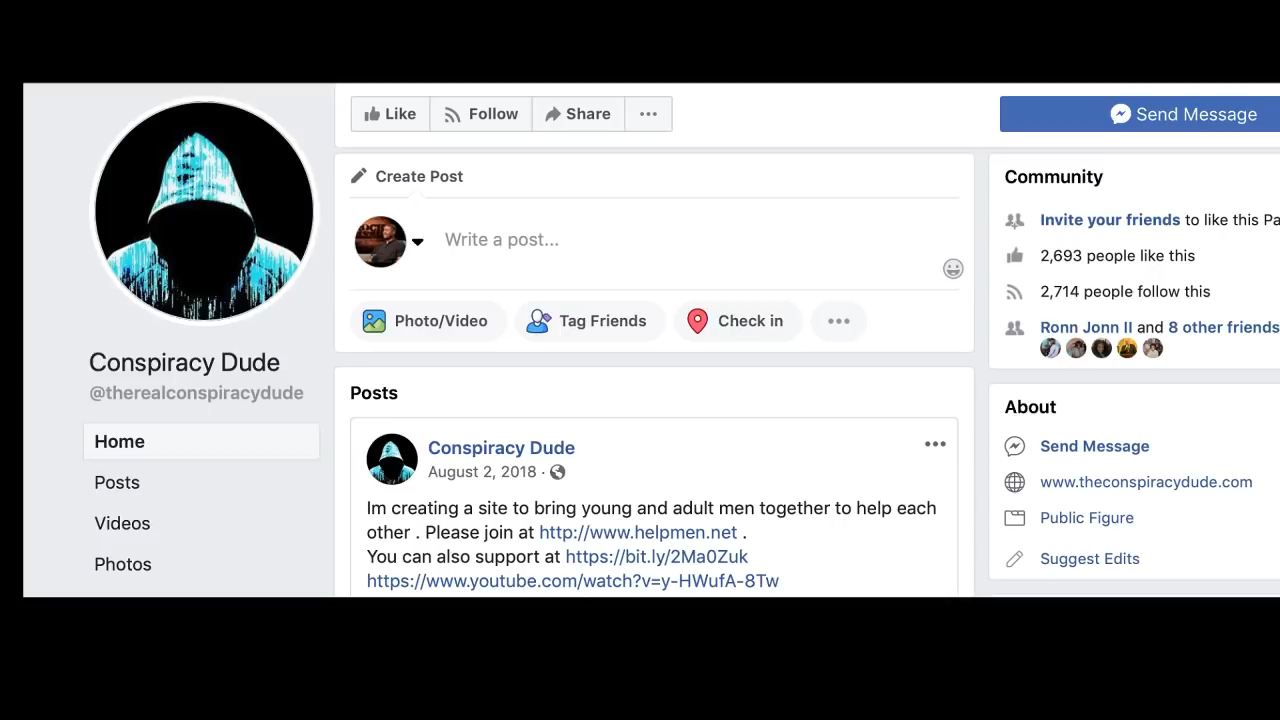 Like
Follow
Share
Send Message
Create Post
Write a post...
Photo/Video
Tag Friends
Check in
Conspiracy Dude
@therealconspiracydude
Home
Posts
Videos
Photos
Posts
Conspiracy Dude
August 2, 2018 ·
Im creating a site to bring young and adult men together to help each
other . Please join at http://www.helpmen.net .
You can also support at https://bit.ly/2Ma0Zuk
https://www.youtube.com/watch?v=y-HWufA-8Tw
Community
Invite your friends to like this Pa
2,693 people like this
2,714 people follow this
Ronn Jonn II and 8 other friends
About
Send Message
www.theconspiracydude.com
Public Figure
Suggest Edits